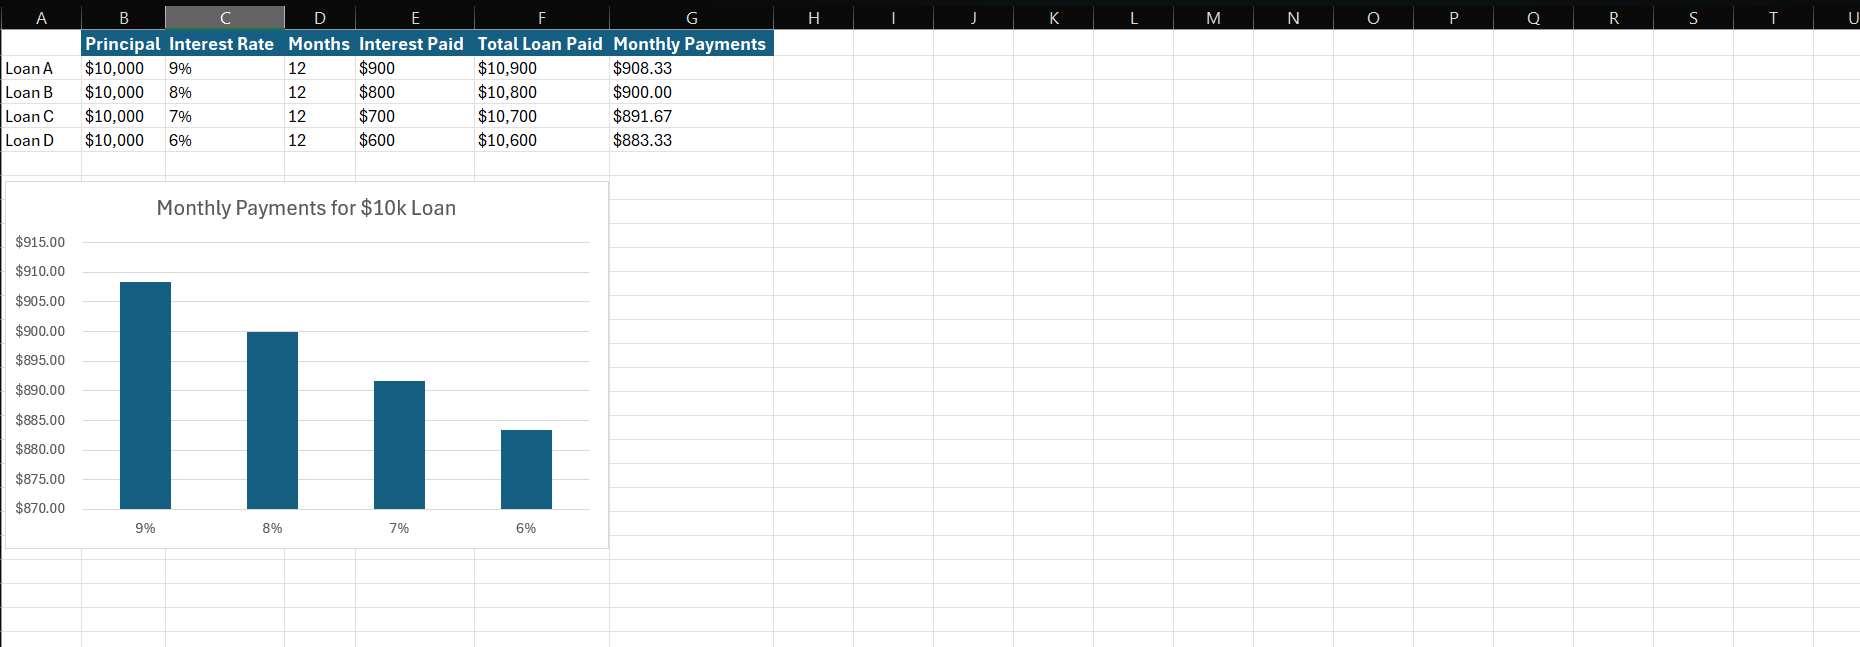 A B C D E F G H I J K L M N O P Q R S T U
Principal Interest Rate Months Interest Paid Total Loan Paid Monthly Payments
Loan A $10,000 9% 12 $900 $10,900 $908.33
Loan B $10,000 8% 12 $800 $10,800 $900.00
Loan C $10,000 7% 12 $700 $10,700 $891.67
Loan D $10,000 6% 12 $600 $10,600 $883.33
Monthly Payments for $10k Loan
$915.00
$910.00
$905.00
$900.00
$895.00
$890.00
$885.00
$880.00
$875.00
$870.00
9% 8% 7% 6%